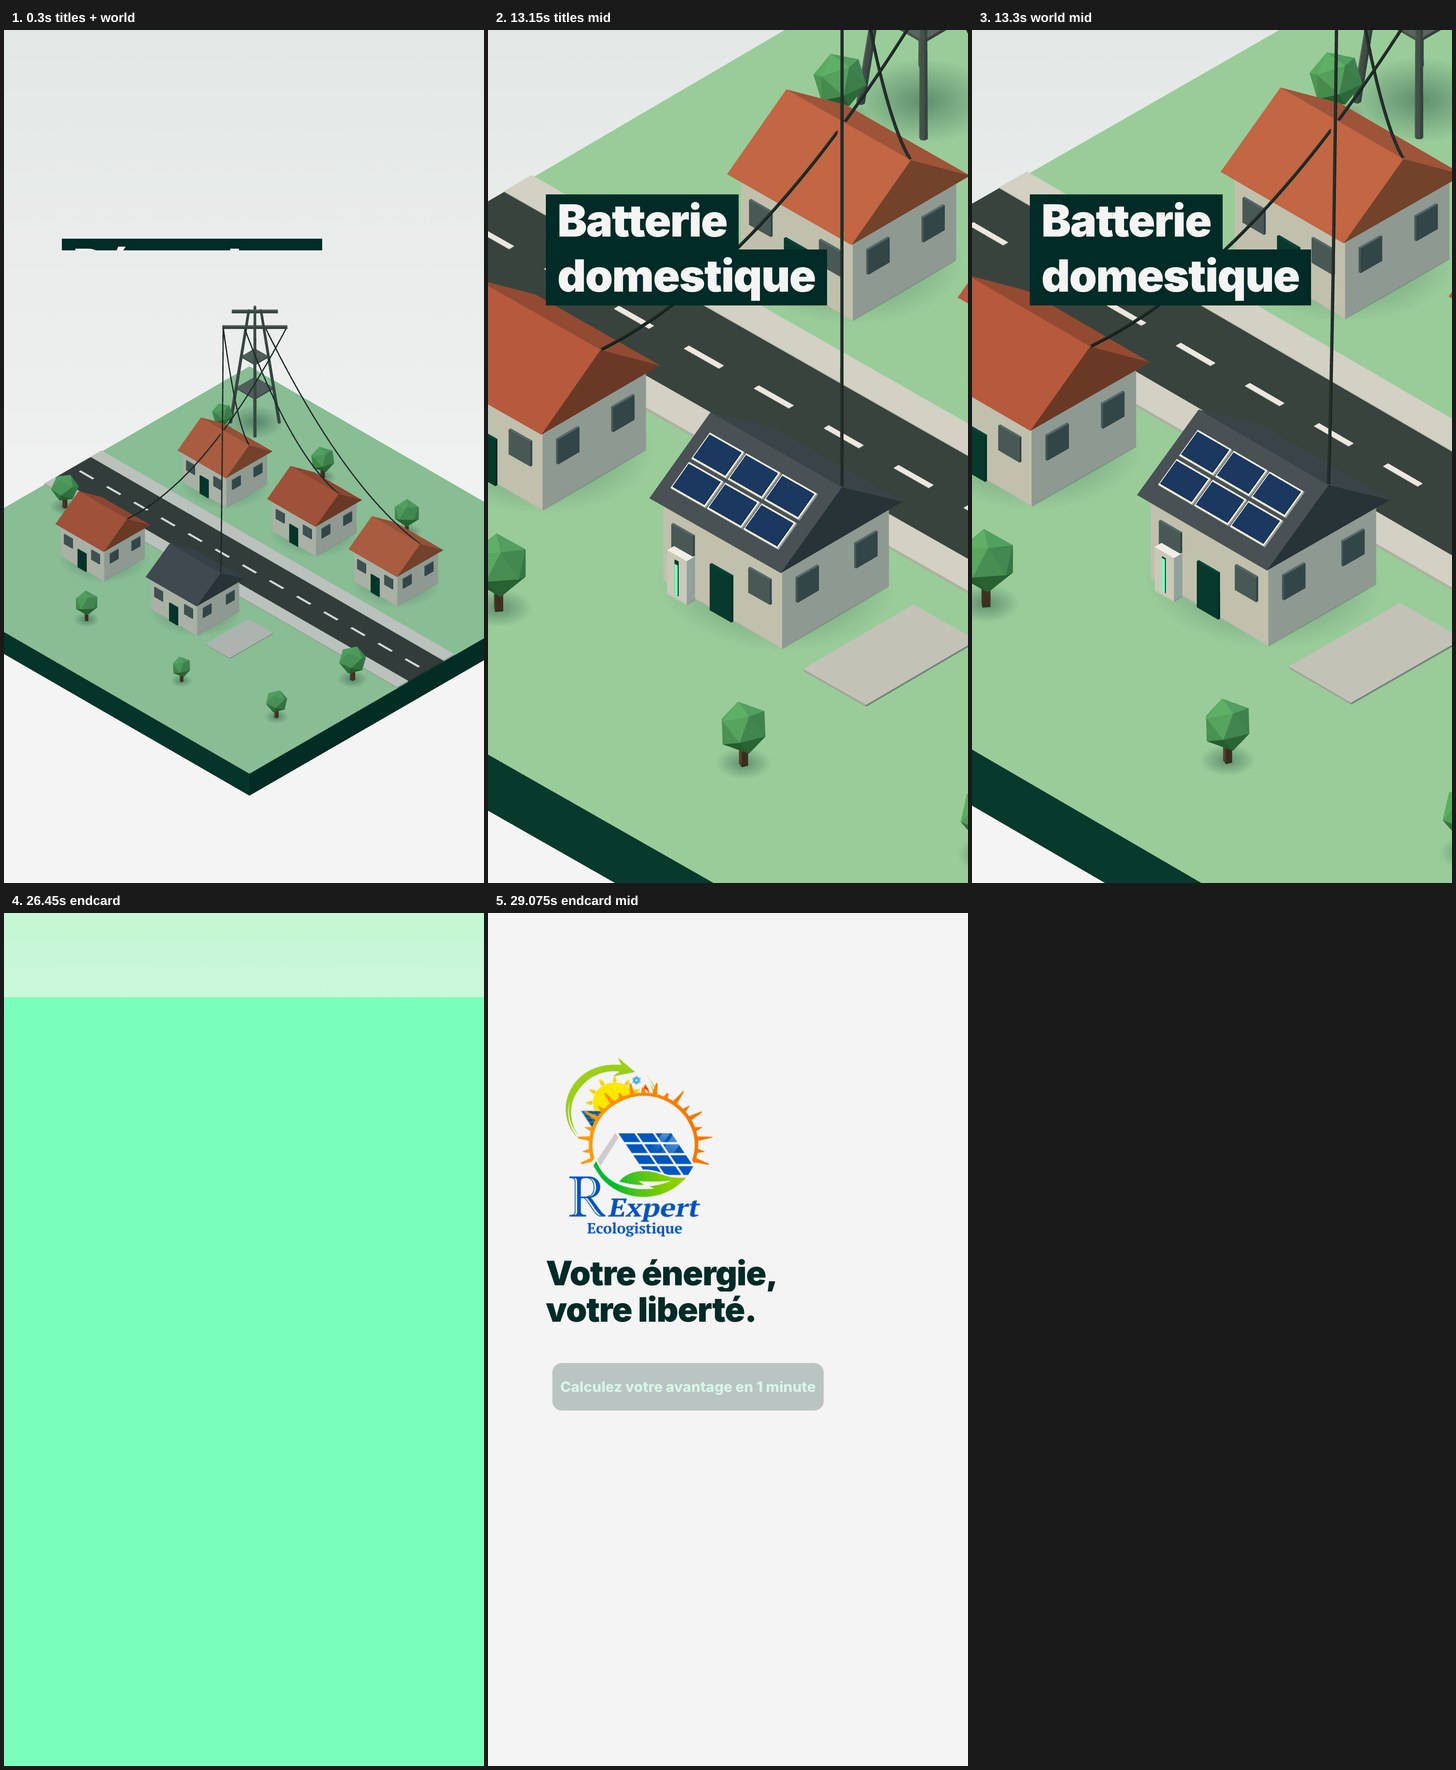 1. 0.3s titles + world
2. 13.15s titles mid
3. 13.3s world mid
Batterie
domestique
Batterie
domestique
4. 26.45s endcard
5. 29.075s endcard mid
R Expert
Ecologistique
Votre énergie,
votre liberté.
Calculez votre avantage en 1 minute